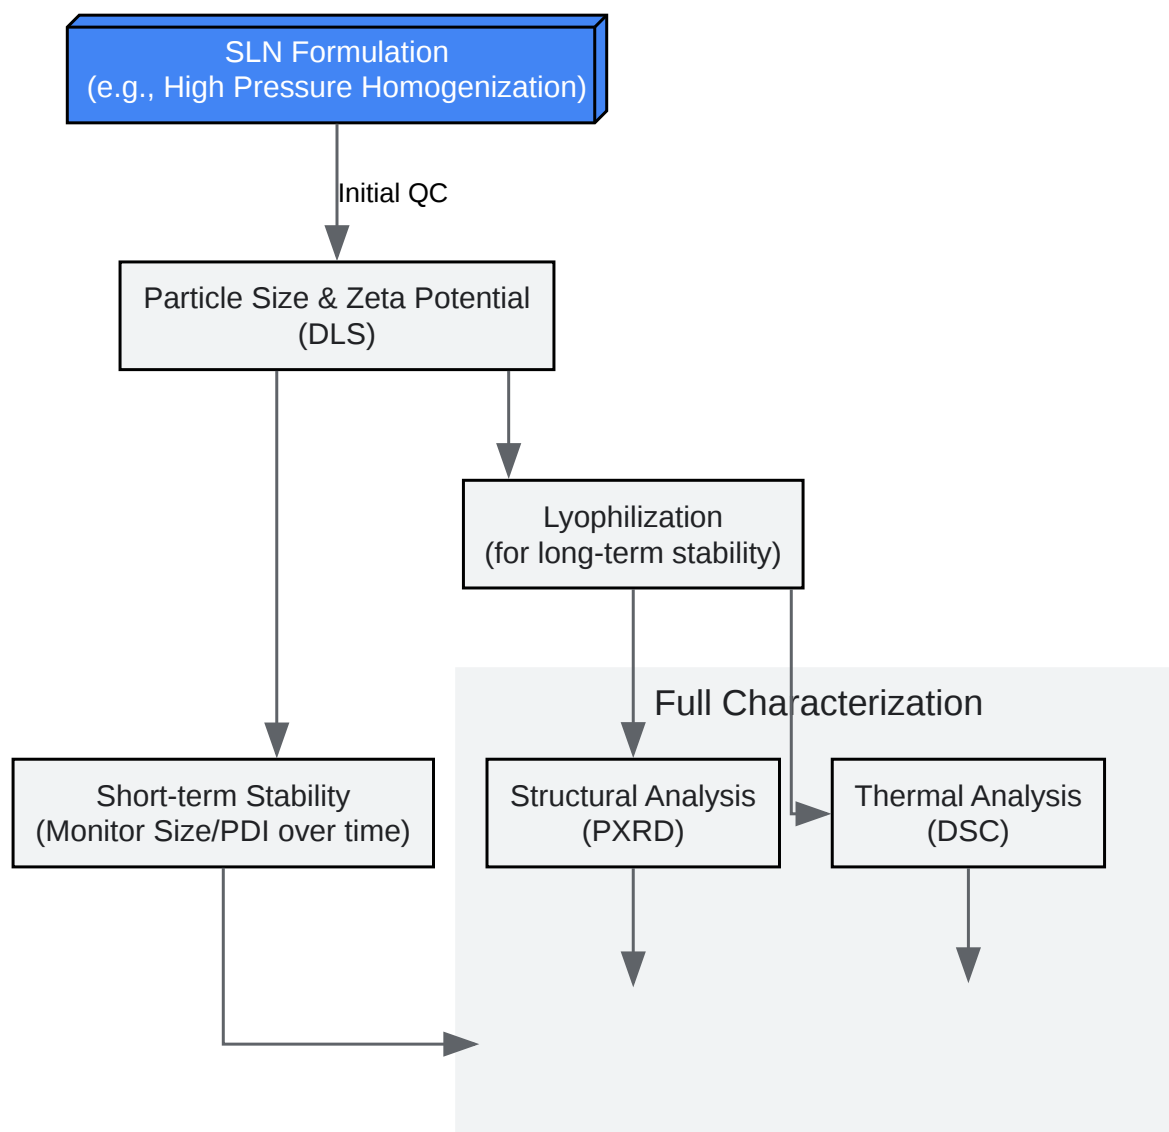 SLN Formulation
(e.g., High Pressure Homogenization)
Initial QC
Particle Size & Zeta Potential
(DLS)
Lyophilization
(for long-term stability)
Full Characterization
Short-term Stability
(Monitor Size/PDI over time)
Structural Analysis
(PXRD)
Thermal Analysis
(DSC)